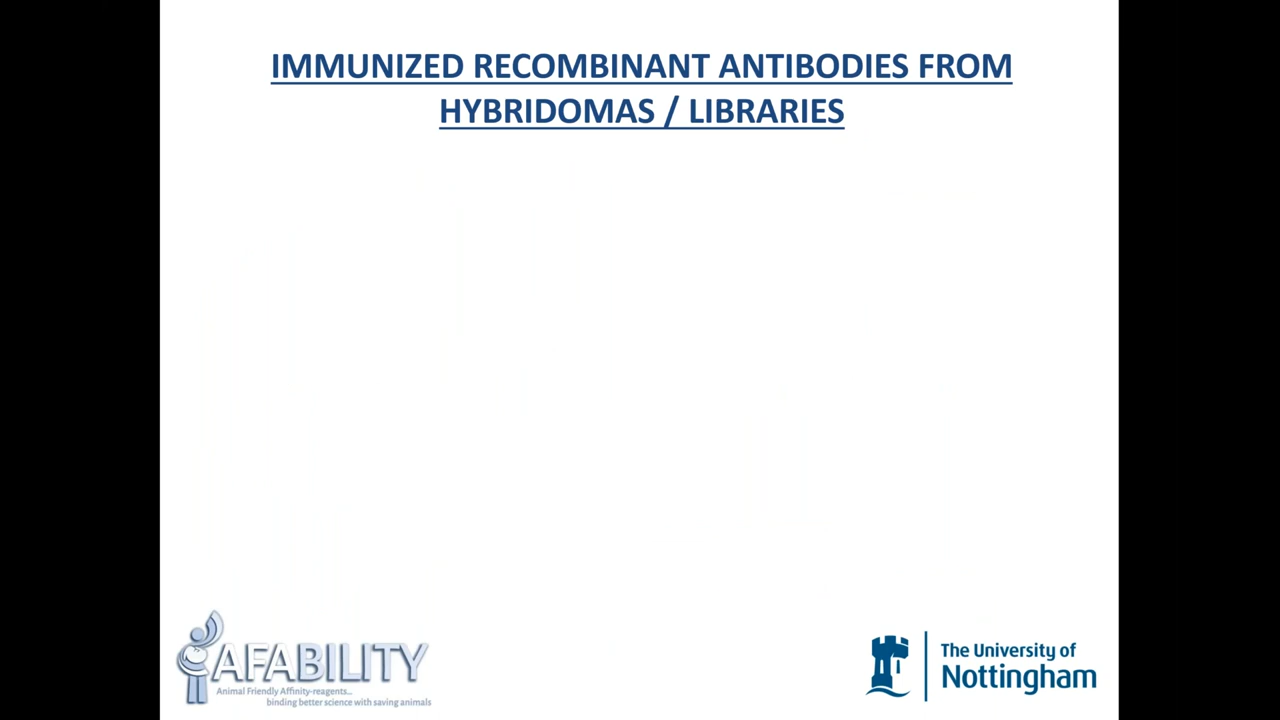 IMMUNIZED RECOMBINANT ANTIBODIES FROM
HYBRIDOMAS / LIBRARIES
AFABILITY
Animal Friendly Affinity-reagents...
binding better science with saving animals
The University of
Nottingham